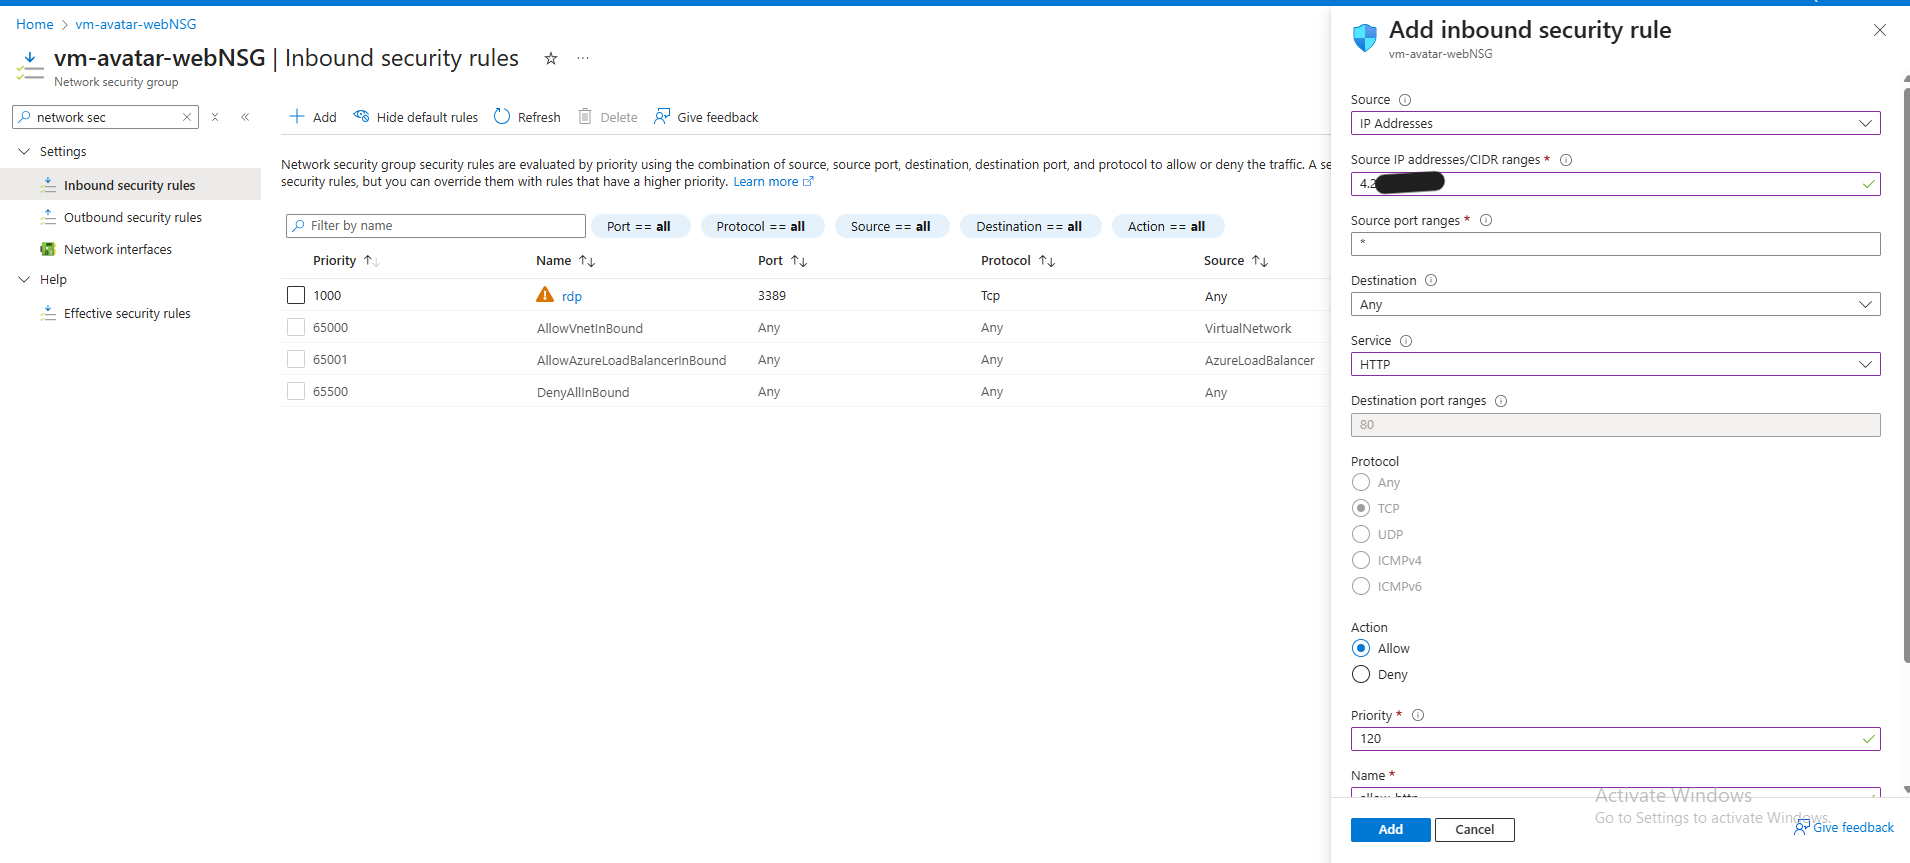 Home > vm-avatar-webNSG
vm-avatar-webNSG | Inbound security rules
Network security group
network sec
Settings
Inbound security rules
Outbound security rules
Network interfaces
Help
Effective security rules
Add Hide default rules Refresh Delete Give feedback
Network security group security rules are evaluated by priority using the combination of source, source port, destination, destination port, and protocol to allow or deny the traffic. A se
security rules, but you can override them with rules that have a higher priority. Learn more
Filter by name Port == all Protocol == all Source == all Destination == all Action == all
Priority Name Port Protocol Source
1000 rdp 3389 Tcp Any
65000 AllowVnetInBound Any Any VirtualNetwork
65001 AllowAzureLoadBalancerInBound Any Any AzureLoadBalancer
65500 DenyAllInBound Any Any Any
Add inbound security rule
vm-avatar-webNSG
Source
IP Addresses
Source IP addresses/CIDR ranges *
4.2
Source port ranges *
*
Destination
Any
Service
HTTP
Destination port ranges
80
Protocol
Any
TCP
UDP
ICMPv4
ICMPv6
Action
Allow
Deny
Priority *
120
Name *
Activate Windows
Go to Settings to activate Windows.
Add Cancel Give feedback